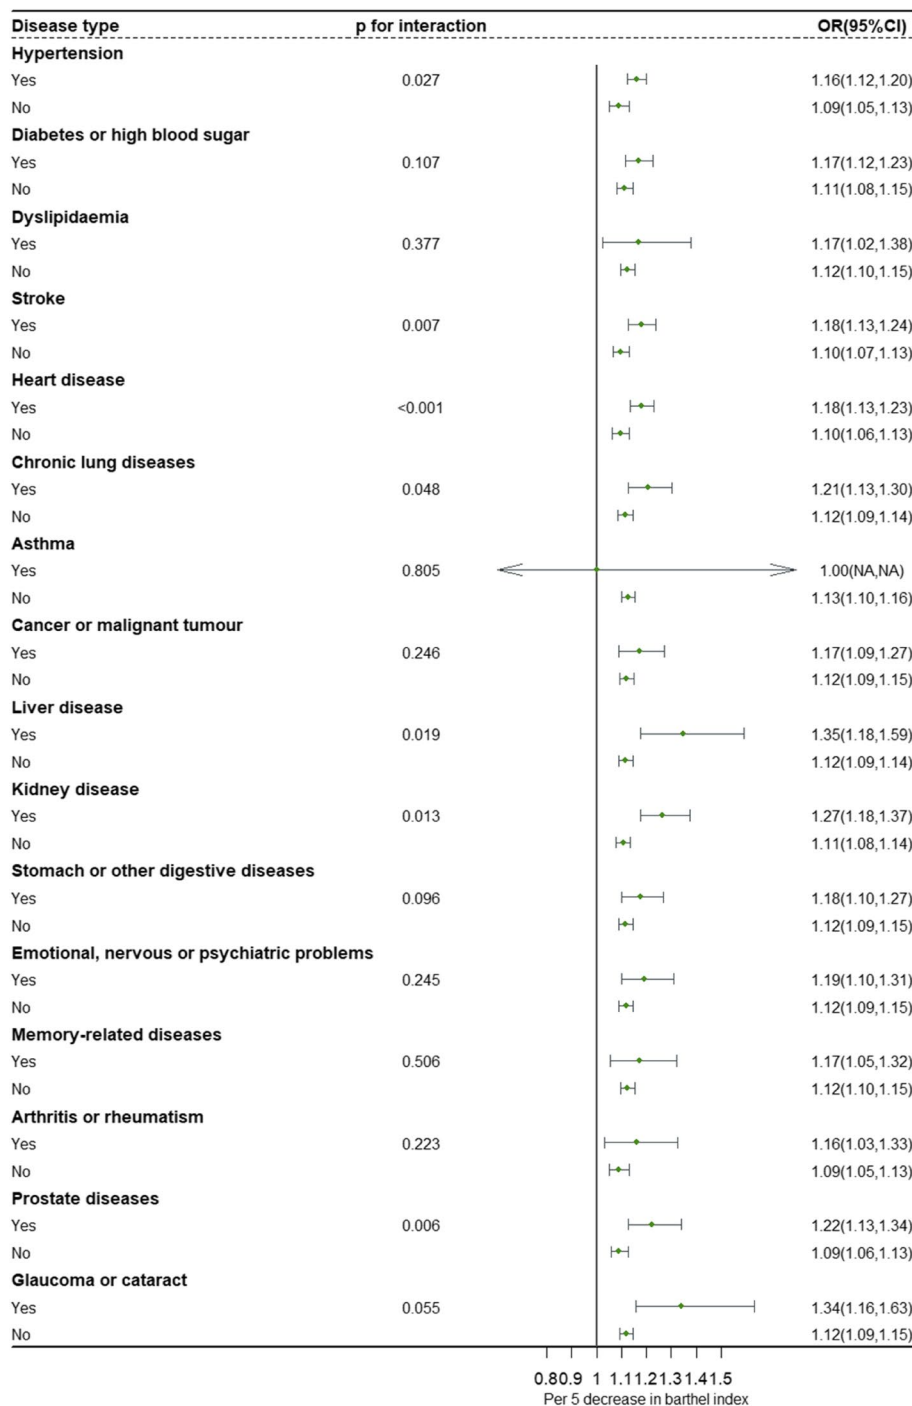 Disease type p for interaction OR(95%CI)
Hypertension
Yes 0.027 1.16(1.12,1.20)
No 1.09(1.05,1.13)
Diabetes or high blood sugar
Yes 0.107 1.17(1.12,1.23)
No 1.11(1.08,1.15)
Dyslipidaemia
Yes 0.377 1.17(1.02,1.38)
No 1.12(1.10,1.15)
Stroke
Yes 0.007 1.18(1.13,1.24)
No 1.10(1.07,1.13)
Heart disease
Yes <0.001 1.18(1.13,1.23)
No 1.10(1.06,1.13)
Chronic lung diseases
Yes 0.048 1.21(1.13,1.30)
No 1.12(1.09,1.14)
Asthma
Yes 0.805 1.00(NA,NA)
No 1.13(1.10,1.16)
Cancer or malignant tumour
Yes 0.246 1.17(1.09,1.27)
No 1.12(1.09,1.15)
Liver disease
Yes 0.019 1.35(1.18,1.59)
No 1.12(1.09,1.14)
Kidney disease
Yes 0.013 1.27(1.18,1.37)
No 1.11(1.08,1.14)
Stomach or other digestive diseases
Yes 0.096 1.18(1.10,1.27)
No 1.12(1.09,1.15)
Emotional, nervous or psychiatric problems
Yes 0.245 1.19(1.10,1.31)
No 1.12(1.09,1.15)
Memory-related diseases
Yes 0.506 1.17(1.05,1.32)
No 1.12(1.10,1.15)
Arthritis or rheumatism
Yes 0.223 1.16(1.03,1.33)
No 1.09(1.05,1.13)
Prostate diseases
Yes 0.006 1.22(1.13,1.34)
No 1.09(1.06,1.13)
Glaucoma or cataract
Yes 0.055 1.34(1.16,1.63)
No 1.12(1.09,1.15)
0.8 0.9 1 1.1 1.2 1.3 1.4 1.5
Per 5 decrease in barthel index